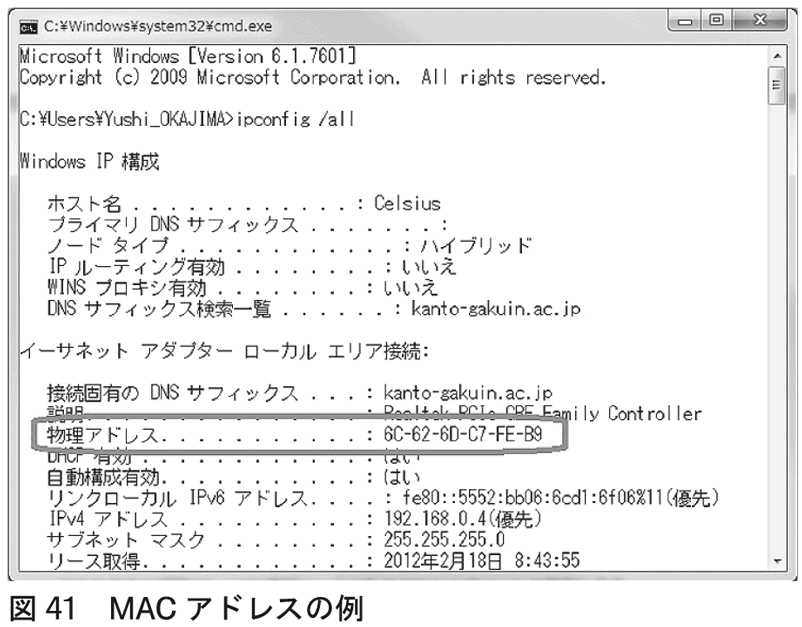 C:¥Windows¥system32¥cmd.exe
Microsoft Windows [Version 6.1.7601]
Copyright (c) 2009 Microsoft Corporation.  All rights reserved.
C:¥Users¥Yushi_OKAJIMA>ipconfig /all
Windows IP 構成
ホスト名 . . . . . . . . . . . . : Celsius
プライマリ DNS サフィックス . . . . . . . :
ノード タイプ . . . . . . . . . . . . : ハイブリッド
IP ルーティング有効 . . . . . . . . : いいえ
WINS プロキシ有効 . . . . . . . . . : いいえ
DNS サフィックス検索一覧 . . . . . . : kanto-gakuin.ac.jp
イーサネット アダプター ローカル エリア接続:
接続固有の DNS サフィックス . . . : kanto-gakuin.ac.jp
説明. . . . . . . . . . . . . . . : Realtek PCIe GBE Family Controller
物理アドレス. . . . . . . . . . . : 6C-62-6D-C7-FE-B9
DHCP 有効 . . . . . . . . . . . . : はい
自動構成有効. . . . . . . . . . . : はい
リンクローカル IPv6 アドレス. . . . : fe80::5552:bb06:6cd1:6f06%11(優先)
IPv4 アドレス . . . . . . . . . . : 192.168.0.4(優先)
サブネット マスク . . . . . . . . : 255.255.255.0
リース取得. . . . . . . . . . . . : 2012年2月18日 8:43:55
図 41 MAC アドレスの例